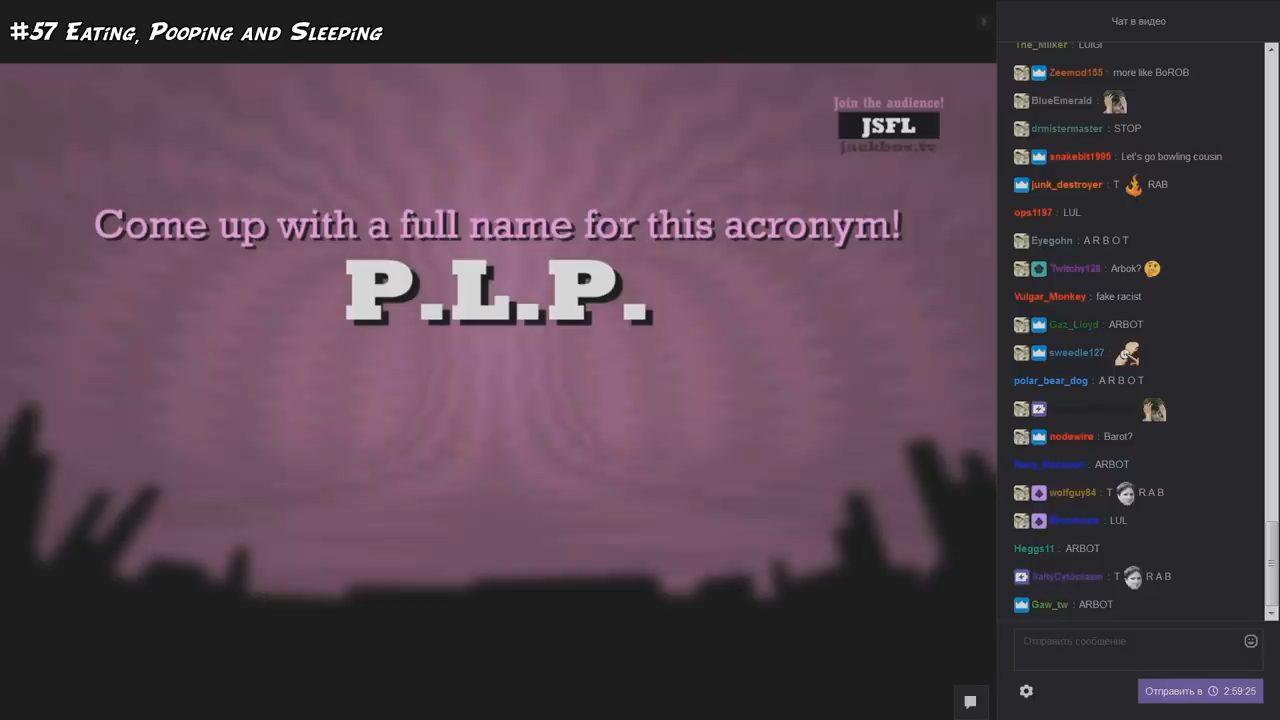 #57 Eating, Pooping and Sleeping
Join the audience!
JSFL
jackbox.tv
Come up with a full name for this acronym!
P.L.P.
Чат в видео
The_Milker : LUIGI
Zeemod155 : more like BoROB
BlueEmerald :
drmistermaster : STOP
snakebit1995 : Let's go bowling cousin
junk_destroyer : T RAB
ops1197 : LUL
Eyegohn : A R B O T
Twitchy128 : Arbok?
Vulgar_Monkey : fake racist
Gaz_Lloyd : ARBOT
sweedle127
polar_bear_dog : A R B O T
nodewire : Barot?
: ARBOT
wolfguy84 : T R A B
: LUL
Heggs11 : ARBOT
SaltyCytoplasm : T R A B
Gaw_tw : ARBOT
Отправить сообщение
Отправить в 2:59:25